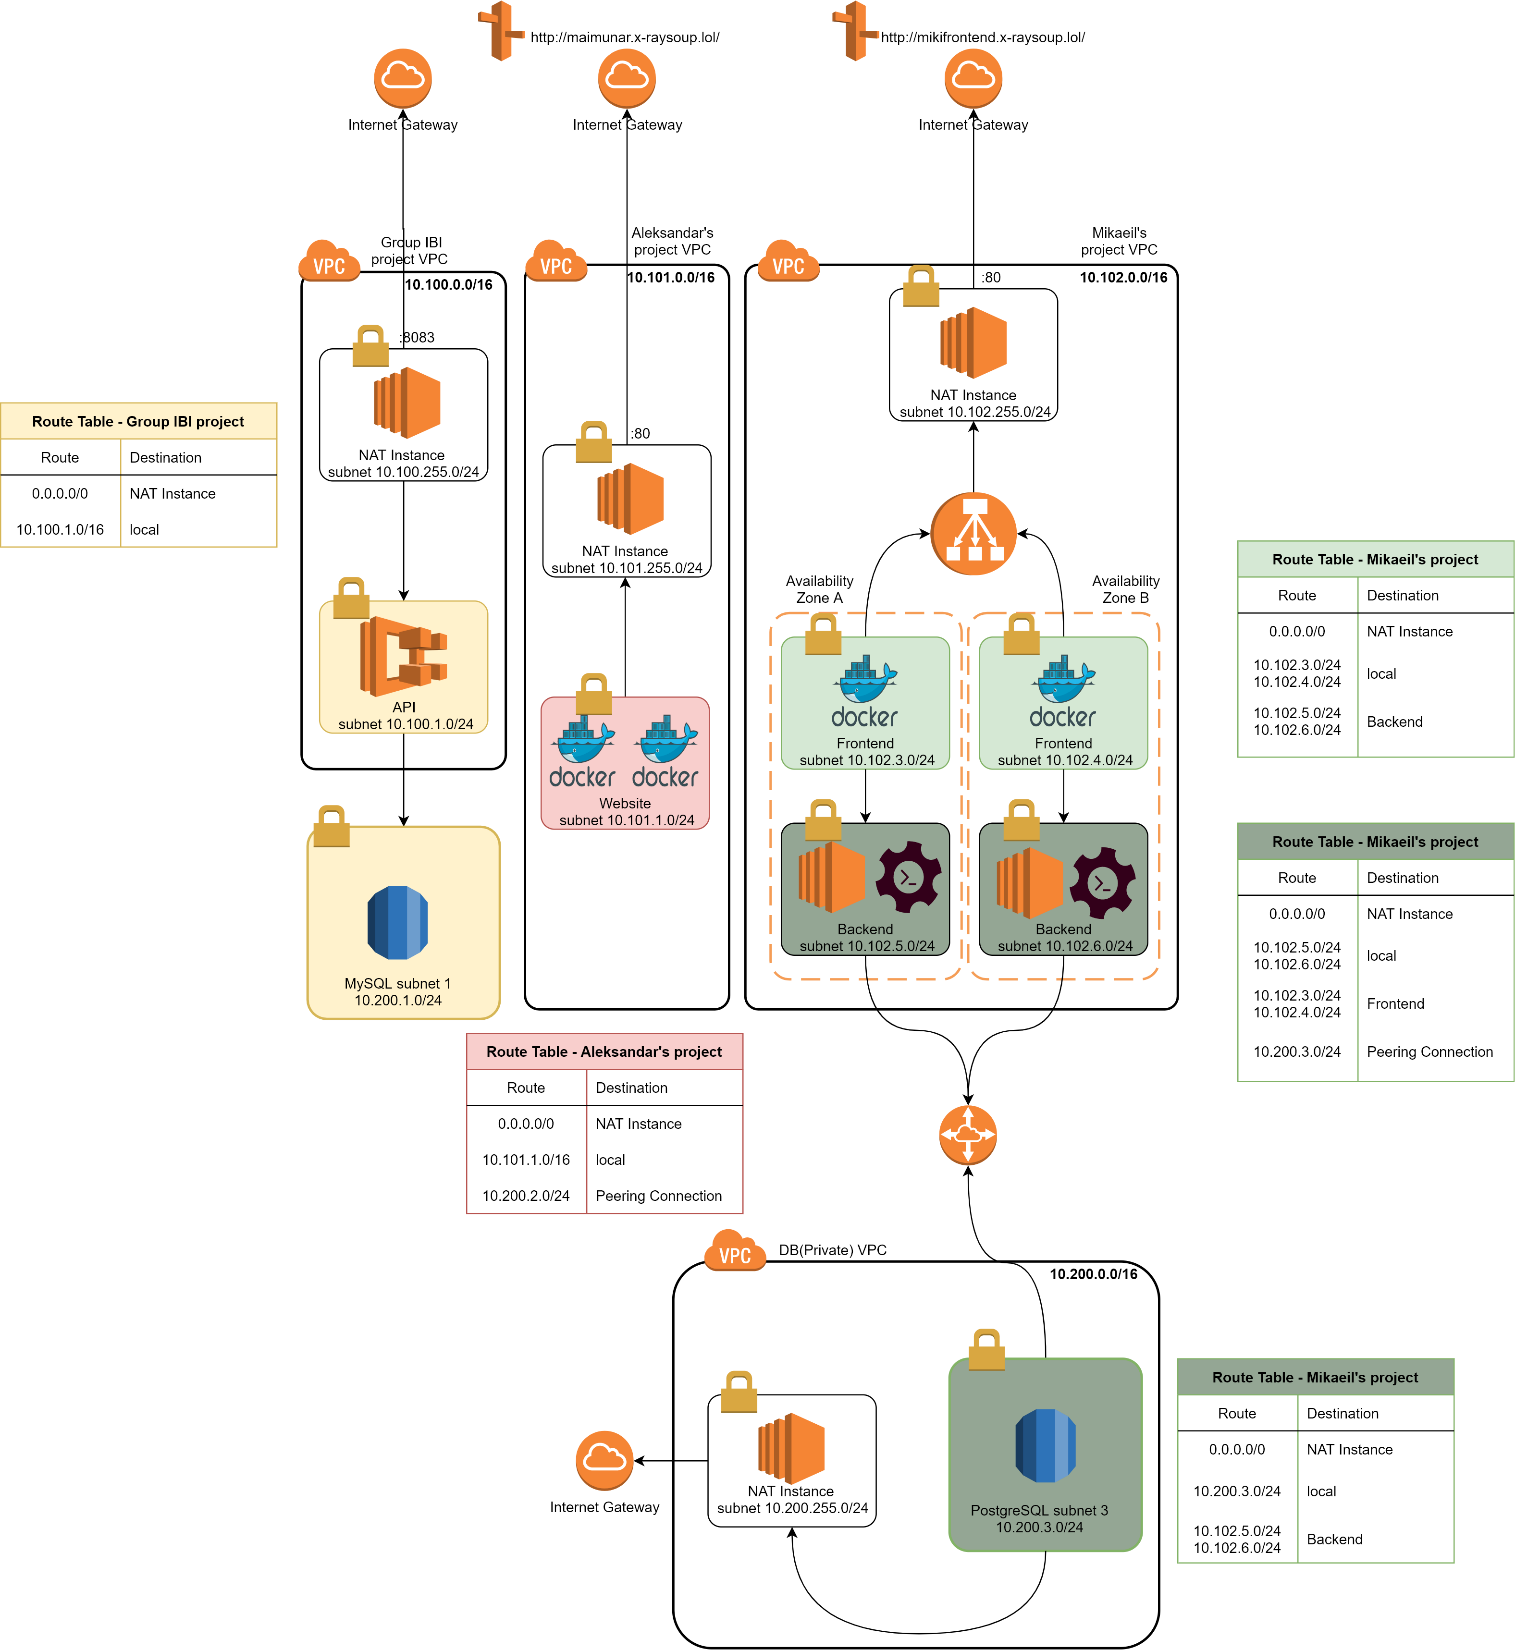 http://maimunar.x-raysoup.lol/
http://mikifrontend.x-raysoup.lol/
Internet Gateway
Internet Gateway
Internet Gateway
VPC
Group IBI
project VPC
10.100.0.0/16
:8083
NAT Instance
subnet 10.100.255.0/24
API
subnet 10.100.1.0/24
MySQL subnet 1
10.200.1.0/24
Route Table - Group IBI project
Route Destination
0.0.0.0/0 NAT Instance
10.100.1.0/16 local
VPC
Aleksandar's
project VPC
10.101.0.0/16
:80
NAT Instance
subnet 10.101.255.0/24
docker docker
Website
subnet 10.101.1.0/24
Route Table - Aleksandar's project
Route Destination
0.0.0.0/0 NAT Instance
10.101.1.0/16 local
10.200.2.0/24 Peering Connection
VPC
Mikaeil's
project VPC
10.102.0.0/16
:80
NAT Instance
subnet 10.102.255.0/24
Availability
Zone A
Availability
Zone B
docker
Frontend
subnet 10.102.3.0/24
docker
Frontend
subnet 10.102.4.0/24
Backend
subnet 10.102.5.0/24
Backend
subnet 10.102.6.0/24
Route Table - Mikaeil's project
Route Destination
0.0.0.0/0 NAT Instance
10.102.3.0/24
10.102.4.0/24
local
10.102.5.0/24
10.102.6.0/24
Backend
Route Table - Mikaeil's project
Route Destination
0.0.0.0/0 NAT Instance
10.102.5.0/24
10.102.6.0/24
local
10.102.3.0/24
10.102.4.0/24
Frontend
10.200.3.0/24 Peering Connection
VPC
DB(Private) VPC
10.200.0.0/16
Internet Gateway
NAT Instance
subnet 10.200.255.0/24
PostgreSQL subnet 3
10.200.3.0/24
Route Table - Mikaeil's project
Route Destination
0.0.0.0/0 NAT Instance
10.200.3.0/24 local
10.102.5.0/24
10.102.6.0/24
Backend